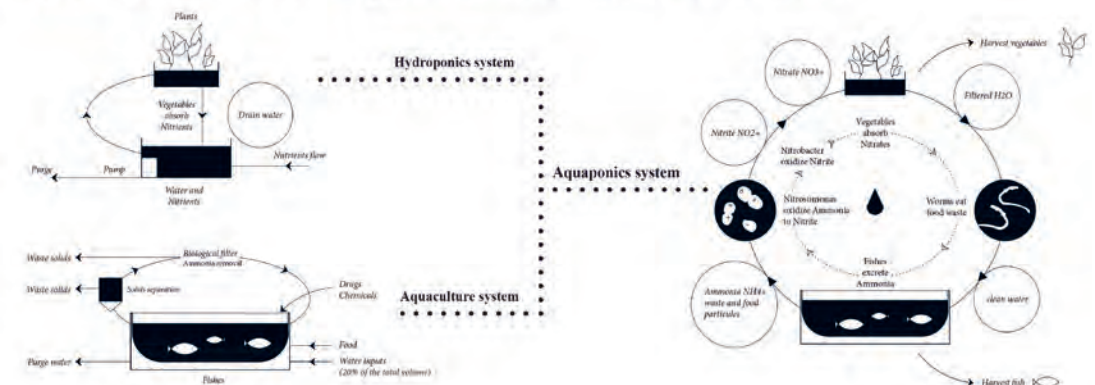 Plants
Hydroponics system
Vegetables
absorb
Nutrients
Drain water
Nutrients flow
Purge
Pump
Water and
Nutrients
Aquaponics system
Waste solids
Biological filter
Ammonia removal
Waste solids
Solids separation
Drugs
Chemicals
Aquaculture system
Food
Purge water
Water inputs
(20% of the total volume)
Fishes
Harvest vegetables
Nitrate NO3+
Filtered H2O
Nitrite NO2+
Vegetables
absorb
Nitrates
Nitrobacter
oxidize Nitrite
Nitrosomonas
oxidize Ammonia
to Nitrite
Worms eat
food waste
Fishes
excrete
Ammonia
Ammonia NH4+
waste and food
particules
clean water
Harvest fish